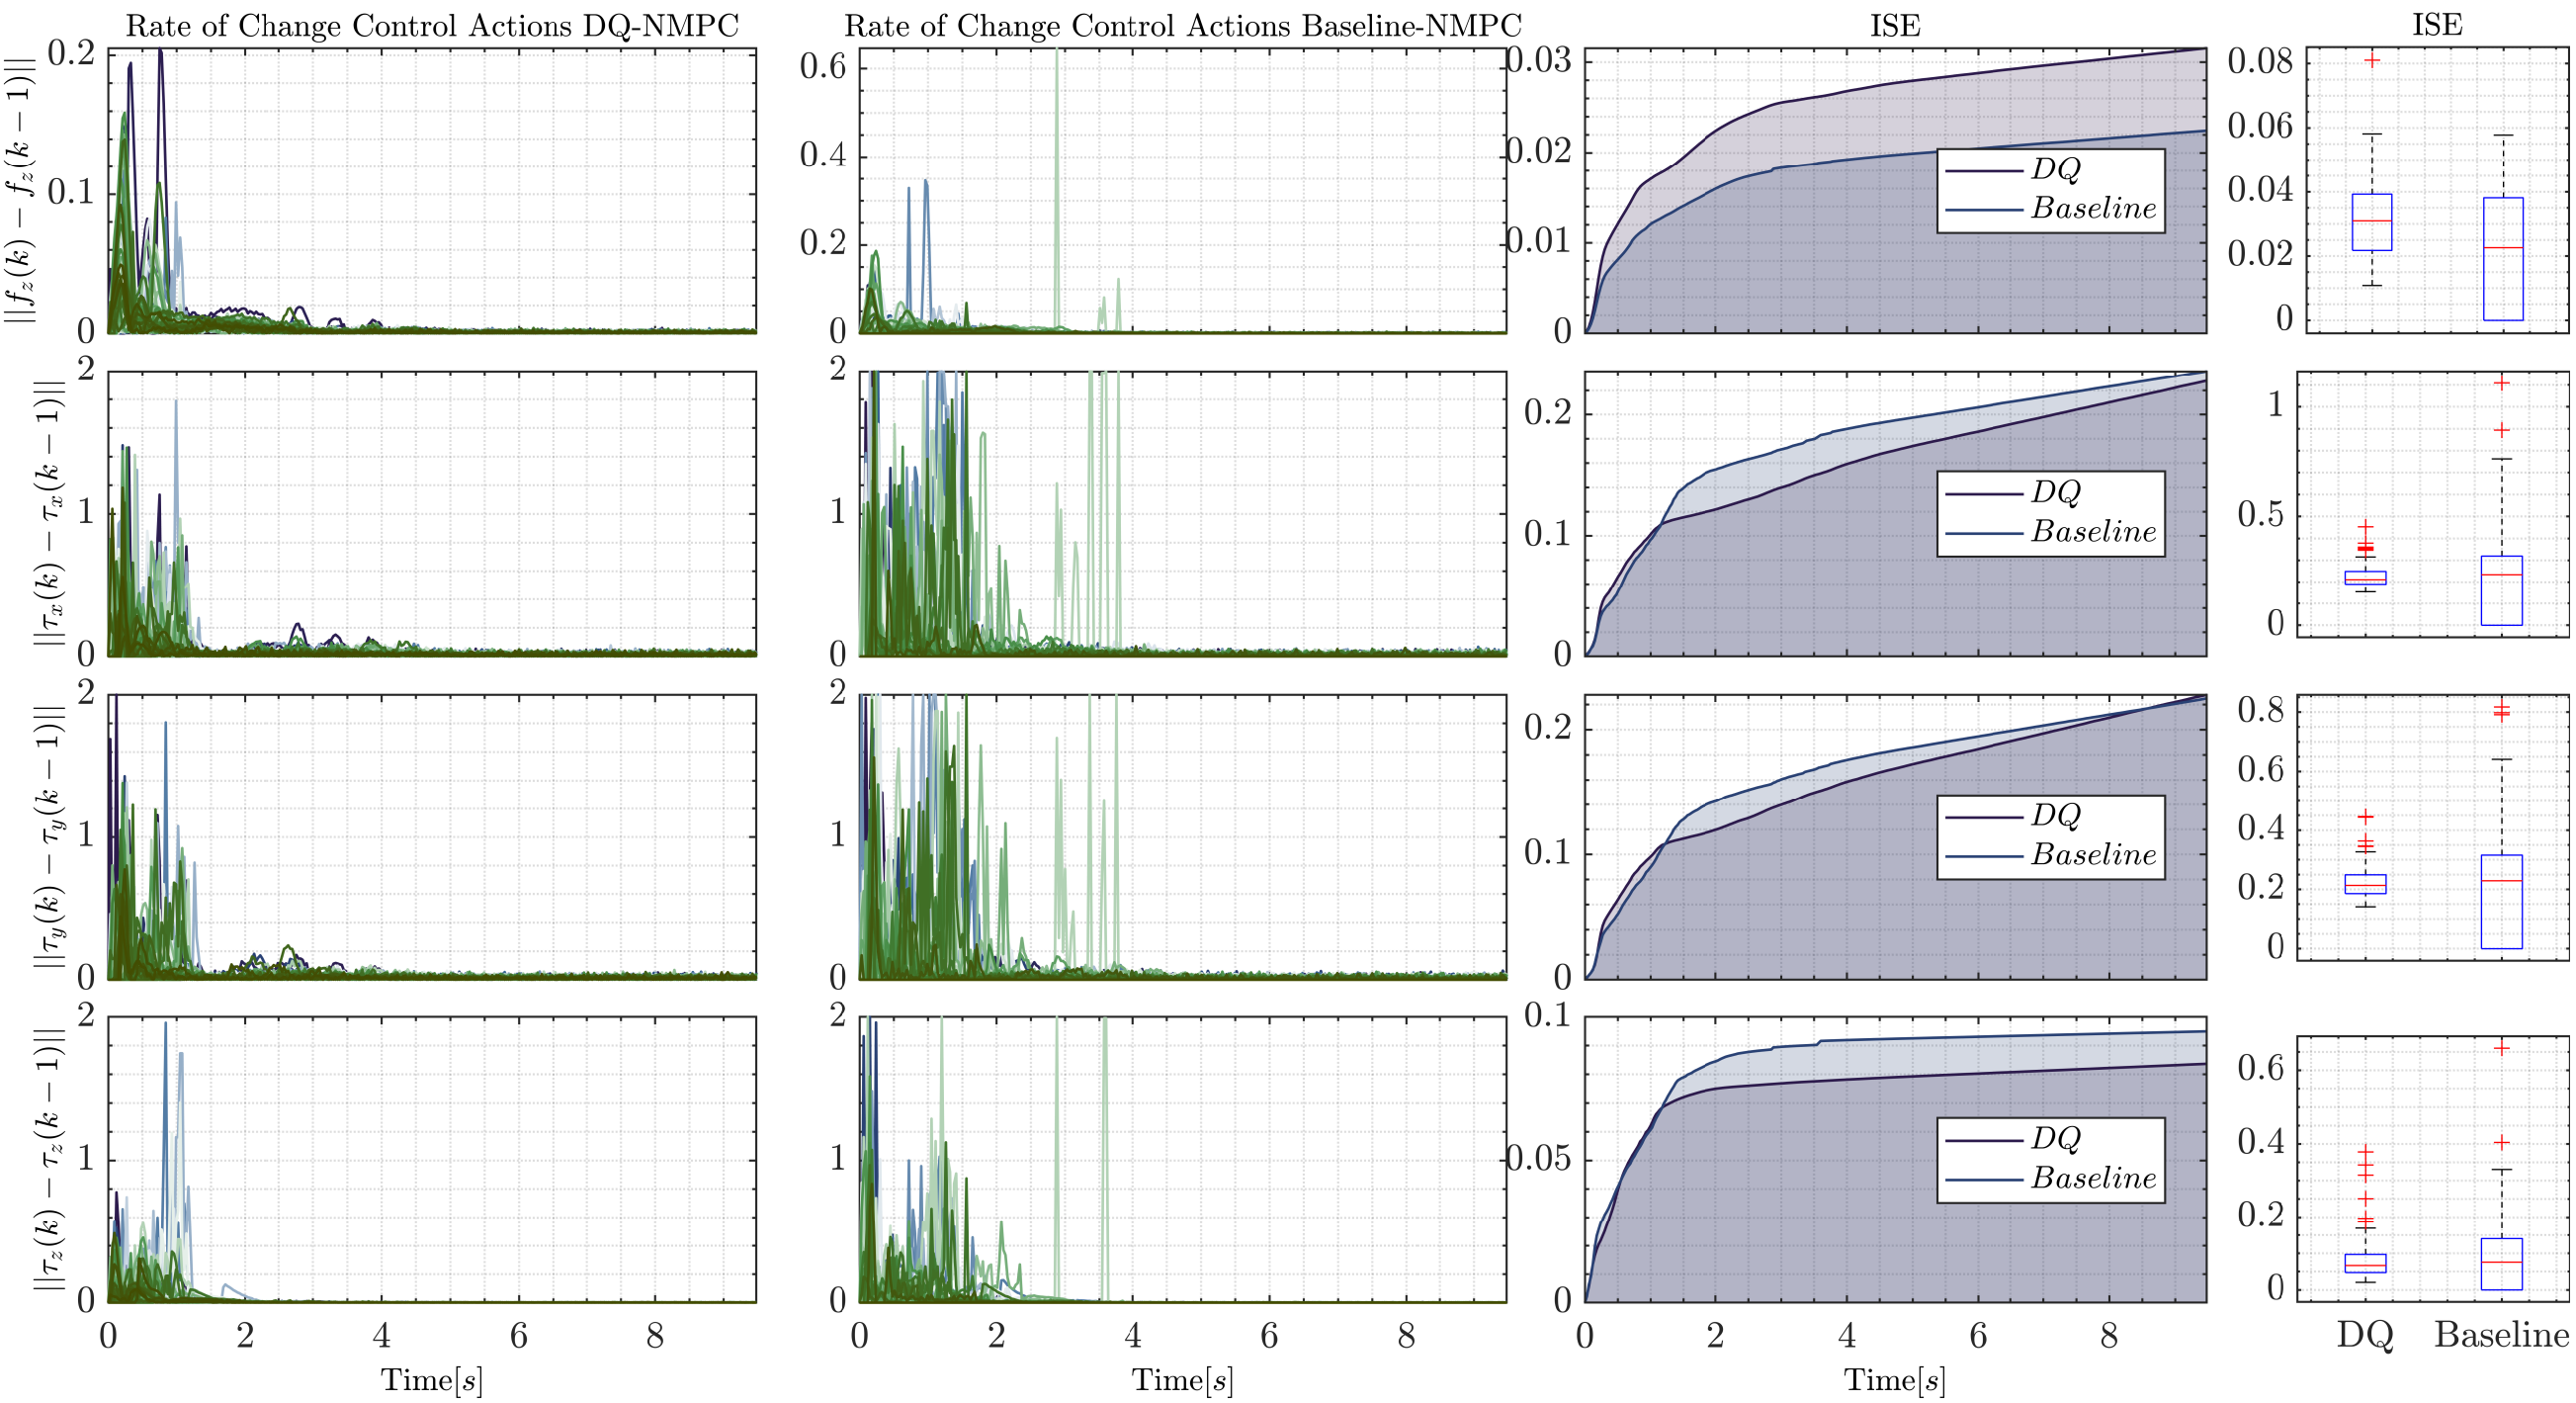 Rate of Change Control Actions DQ-NMPC
Rate of Change Control Actions Baseline-NMPC
ISE
ISE
||f_z(k) − f_z(k − 1)||
0.2
0.1
0
0.6
0.4
0.2
0
0.03
0.02
0.01
0
DQ
Baseline
0.08
0.06
0.04
0.02
0
||τ_x(k) − τ_x(k − 1)||
2
1
0
2
1
0
0.2
0.1
0
DQ
Baseline
1
0.5
0
||τ_y(k) − τ_y(k − 1)||
2
1
0
2
1
0
0.2
0.1
0
DQ
Baseline
0.8
0.6
0.4
0.2
0
||τ_z(k) − τ_z(k − 1)||
2
1
0
2
1
0
0.1
0.05
0
DQ
Baseline
0.6
0.4
0.2
0
0 2 4 6 8
0 2 4 6 8
0 2 4 6 8
DQ Baseline
Time[s]
Time[s]
Time[s]